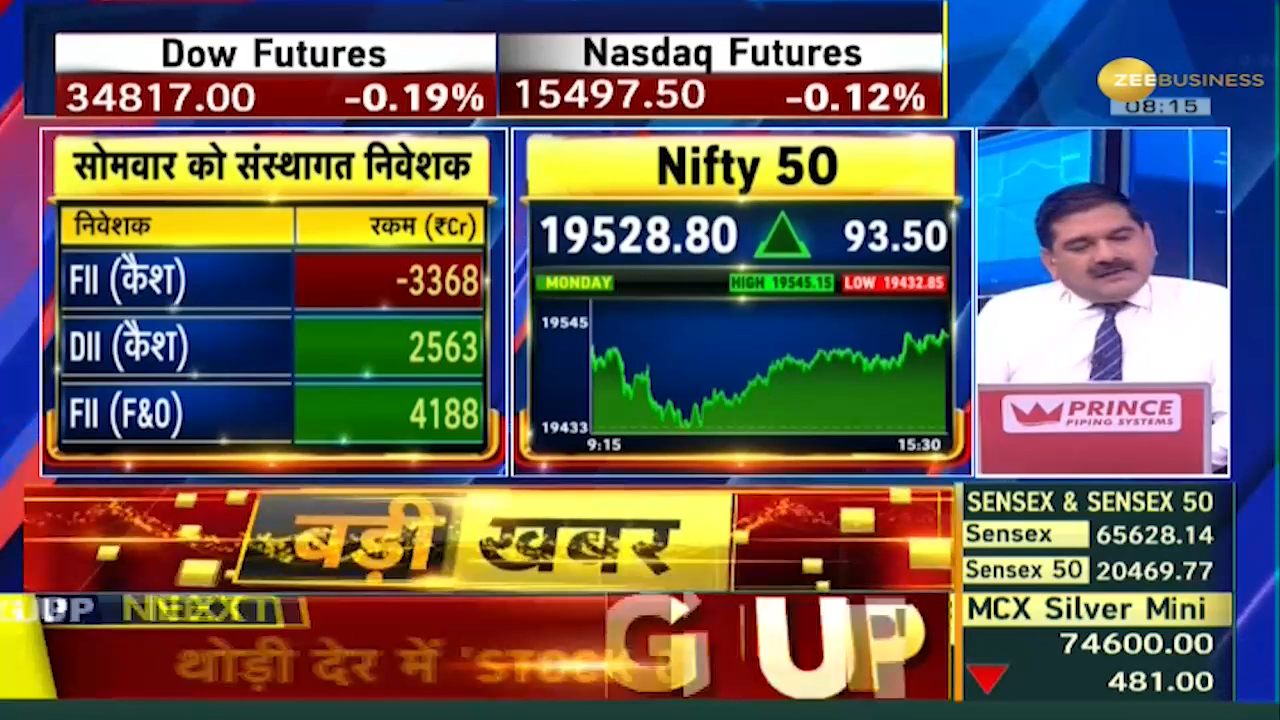 Dow Futures
34817.00 -0.19%
Nasdaq Futures
15497.50 -0.12%
ZEEBUSINESS
08:15
सोमवार को संस्थागत निवेशक
निवेशक रकम (₹Cr)
FII (कैश) -3368
DII (कैश) 2563
FII (F&O) 4188
Nifty 50
19528.80 93.50
MONDAY HIGH 19545.15 LOW 19432.85
19545
19433
9:15 15:30
PRINCE
PIPING SYSTEMS
बड़ी खबर
थोड़ी देर में
SENSEX & SENSEX 50
Sensex 65628.14
Sensex 50 20469.77
MCX Silver Mini
74600.00
481.00